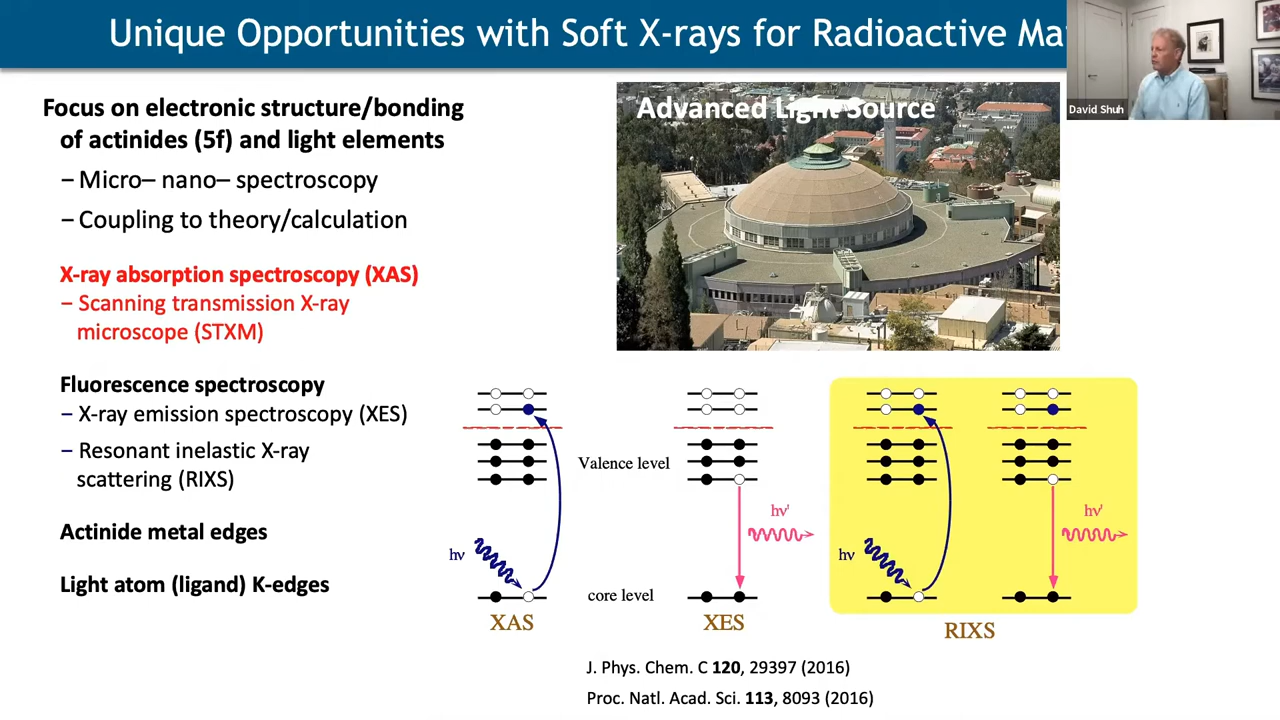 Unique Opportunities with Soft X-rays for Radioactive
David Shuh
Focus on electronic structure/bonding
of actinides (5f) and light elements
– Micro– nano– spectroscopy
– Coupling to theory/calculation
X-ray absorption spectroscopy (XAS)
– Scanning transmission X-ray
microscope (STXM)
Fluorescence spectroscopy
– X-ray emission spectroscopy (XES)
– Resonant inelastic X-ray
scattering (RIXS)
Actinide metal edges
Light atom (ligand) K-edges
Advanced Light Source
Valence level
hν
hν'
hν
hν'
core level
XAS
XES
RIXS
J. Phys. Chem. C 120, 29397 (2016)
Proc. Natl. Acad. Sci. 113, 8093 (2016)